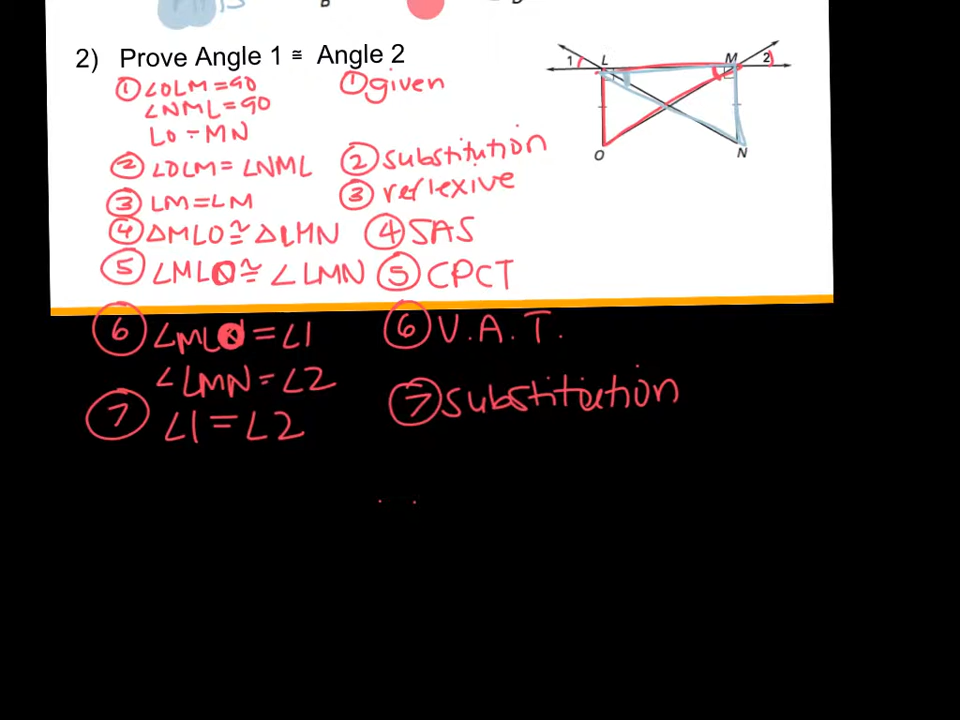 2) Prove Angle 1 ≅ Angle 2
① ∠OLM = 90 ① given
∠NML = 90
LO = MN
② ∠OLM = ∠NML ② substitution
③ LM = LM ③ reflexive
④ △MLO ≅ △LMN ④ SAS
⑤ ∠MLN ≅ ∠LMN ⑤ CPCT
⑥ ∠ML = ∠1 ⑥ V.A.T.
∠LMN = ∠2
⑦ ∠1 = ∠2 ⑦ substitution
1 L M 2
O N